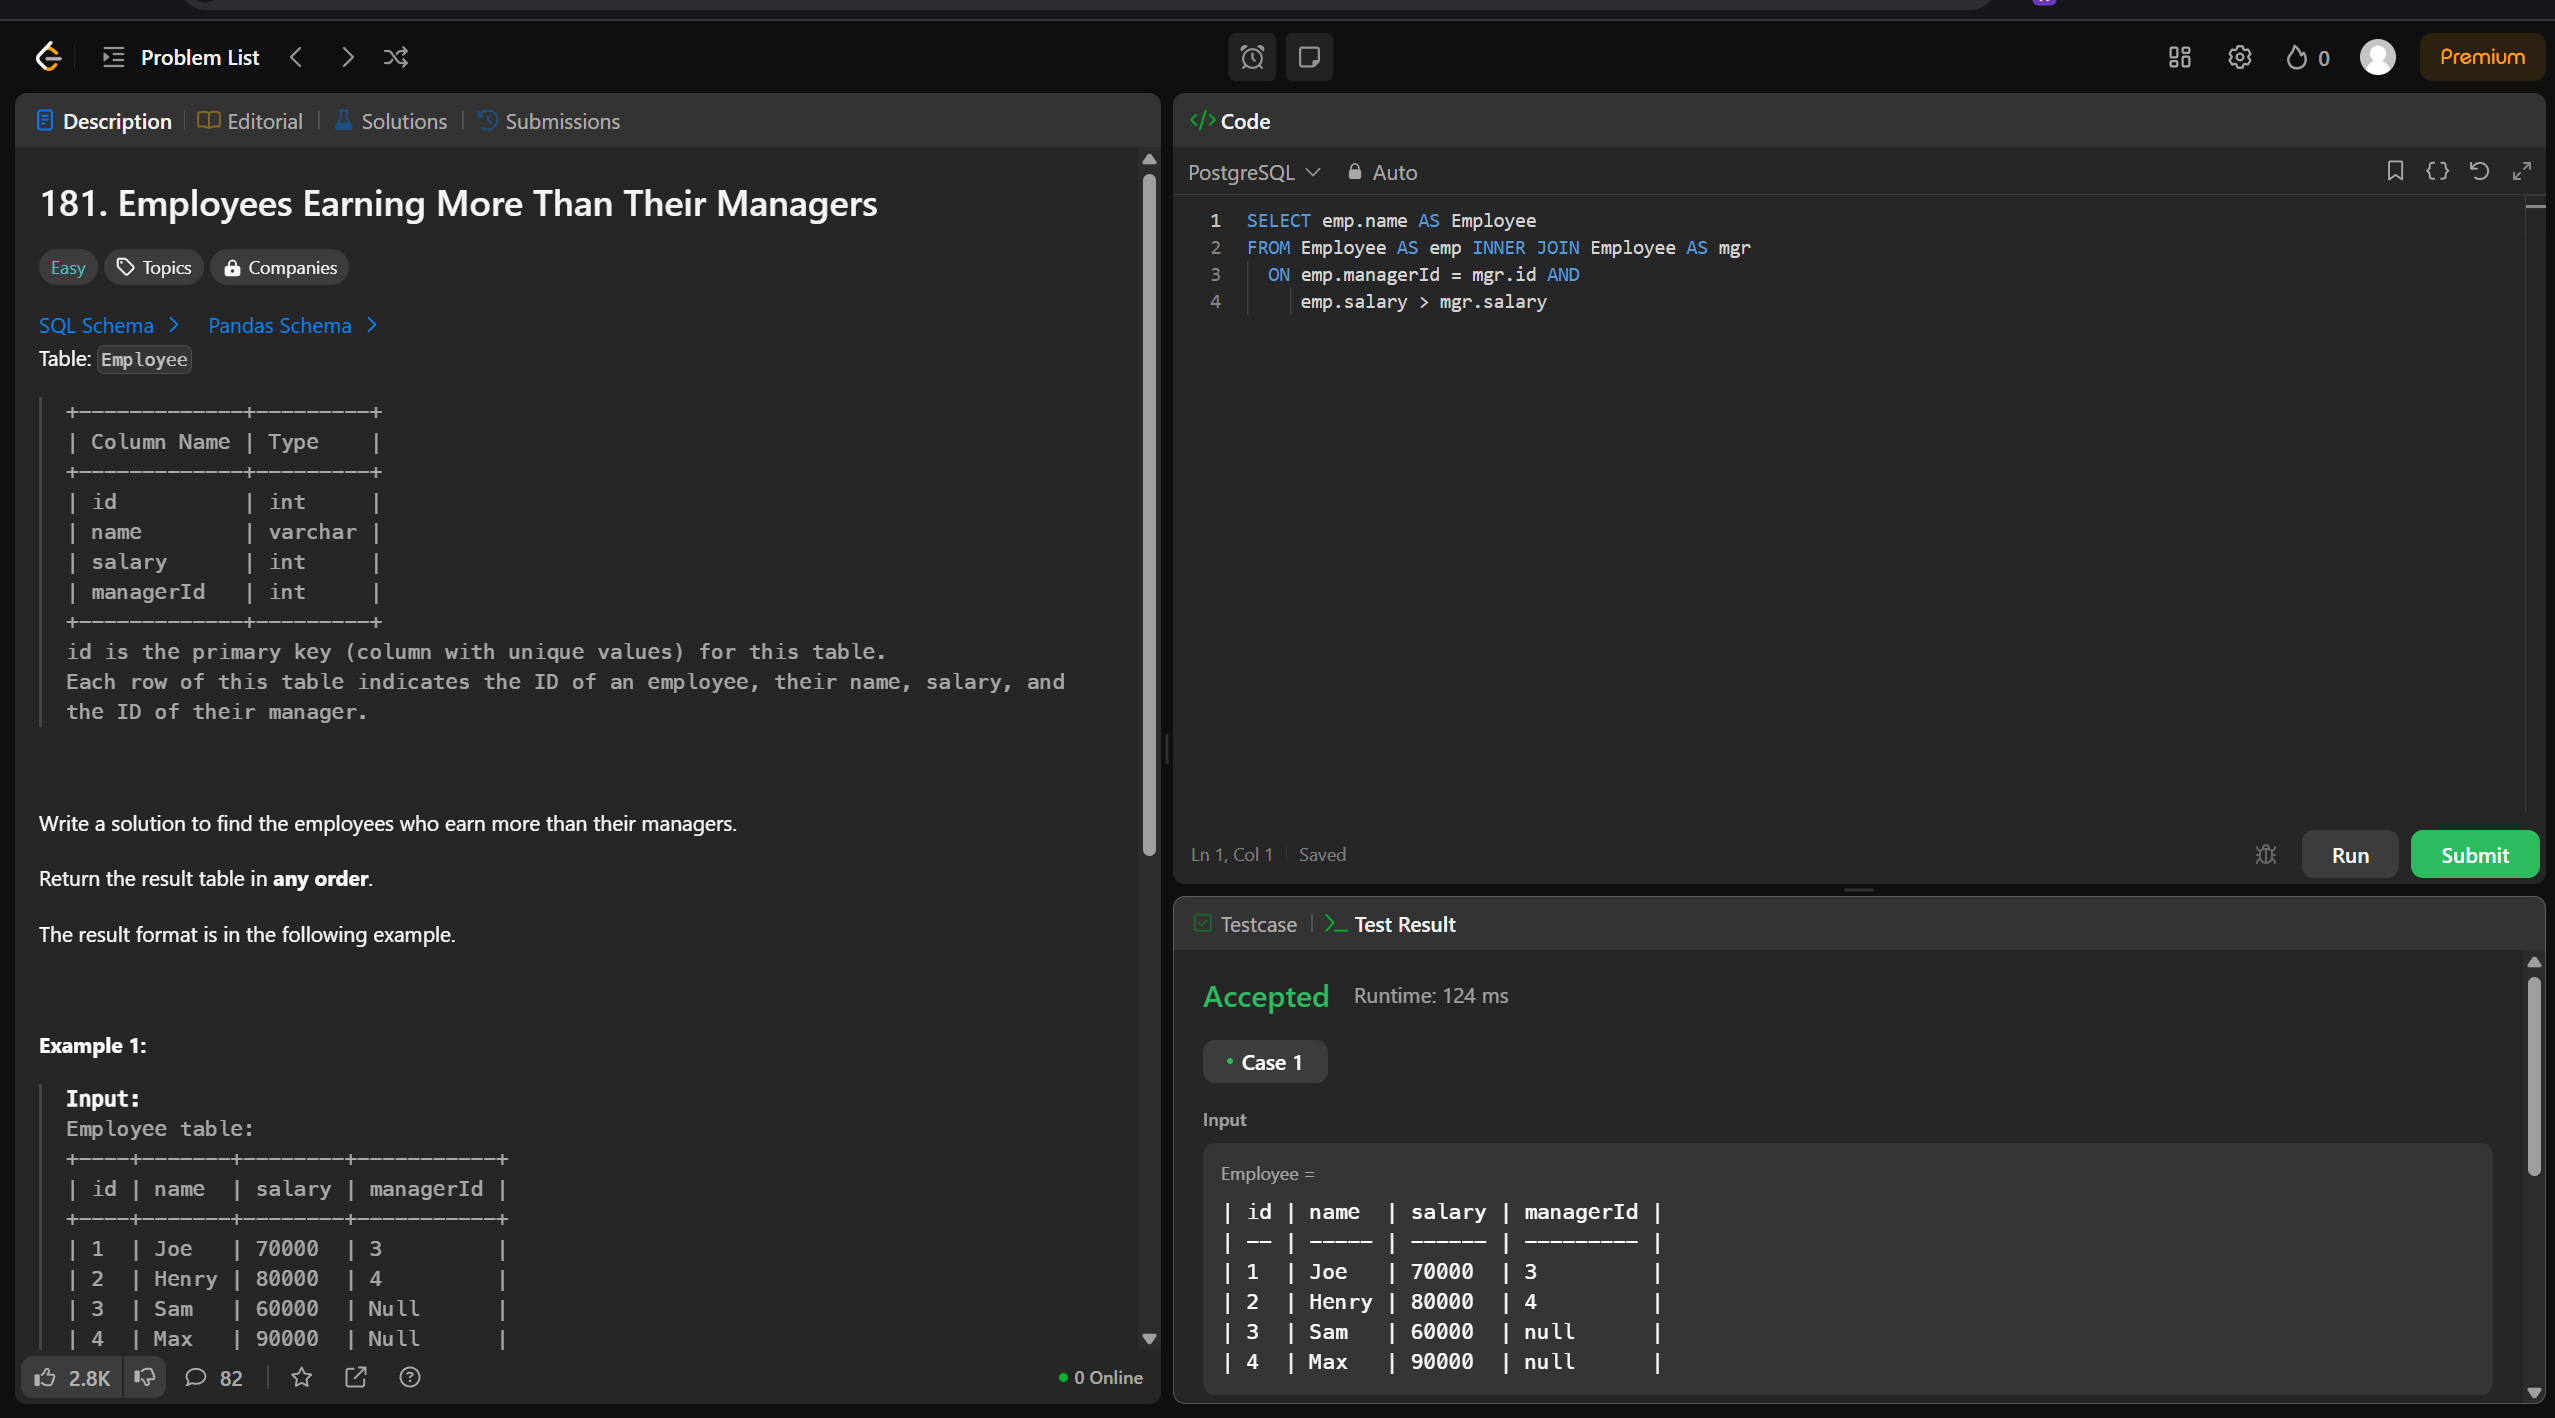 Problem List
0
Premium
Description
Editorial
Solutions
Submissions
181. Employees Earning More Than Their Managers
Easy
Topics
Companies
SQL Schema
Pandas Schema
Table: Employee
+-------------+---------+
| Column Name | Type    |
+-------------+---------+
| id          | int     |
| name        | varchar |
| salary      | int     |
| managerId   | int     |
+-------------+---------+
id is the primary key (column with unique values) for this table.
Each row of this table indicates the ID of an employee, their name, salary, and
the ID of their manager.
Write a solution to find the employees who earn more than their managers.
Return the result table in any order.
The result format is in the following example.
Example 1:
Input:
Employee table:
+----+-------+--------+-----------+
| id | name  | salary | managerId |
+----+-------+--------+-----------+
| 1  | Joe   | 70000  | 3         |
| 2  | Henry | 80000  | 4         |
| 3  | Sam   | 60000  | Null      |
| 4  | Max   | 90000  | Null      |
2.8K
82
0 Online
Code
PostgreSQL
Auto
1 SELECT emp.name AS Employee
2 FROM Employee AS emp INNER JOIN Employee AS mgr
3 ON emp.managerId = mgr.id AND
4 emp.salary > mgr.salary
Ln 1, Col 1
Saved
Run
Submit
Testcase
Test Result
Accepted
Runtime: 124 ms
Case 1
Input
Employee =
| id | name  | salary | managerId |
| -- | ----- | ------ | --------- |
| 1  | Joe   | 70000  | 3         |
| 2  | Henry | 80000  | 4         |
| 3  | Sam   | 60000  | null      |
| 4  | Max   | 90000  | null      |